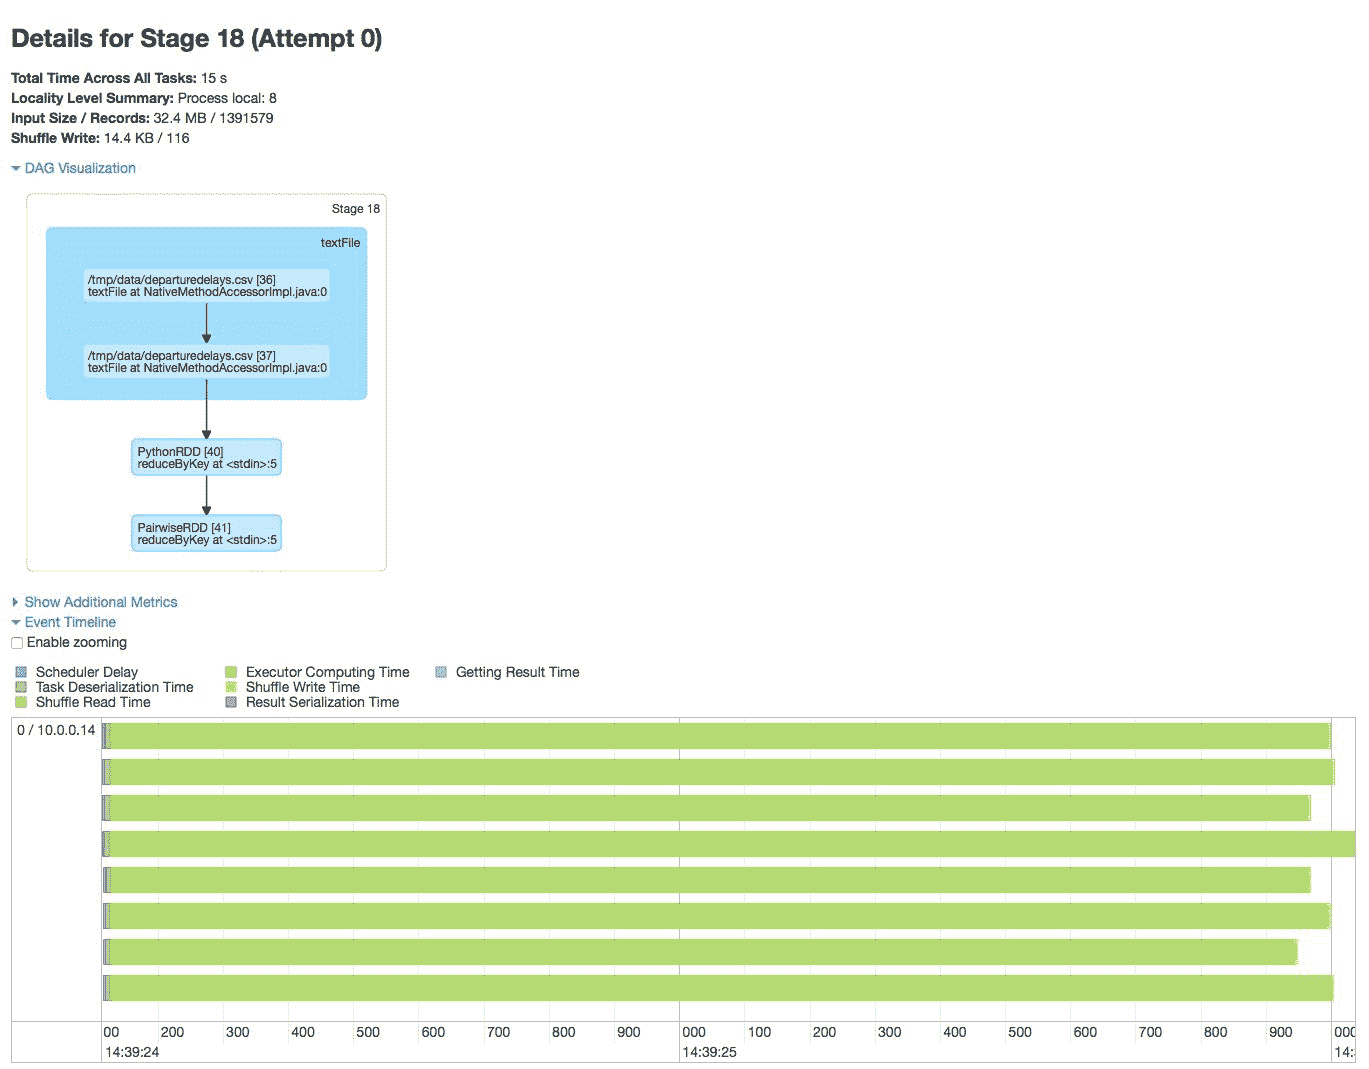 Details for Stage 18 (Attempt 0)
Total Time Across All Tasks: 15 s
Locality Level Summary: Process local: 8
Input Size / Records: 32.4 MB / 1391579
Shuffle Write: 14.4 KB / 116
DAG Visualization
Stage 18
textFile
/tmp/data/departuredelays.csv [36]
textFile at NativeMethodAccessorImpl.java:0
/tmp/data/departuredelays.csv [37]
textFile at NativeMethodAccessorImpl.java:0
PythonRDD [40]
reduceByKey at <stdin>:5
PairwiseRDD [41]
reduceByKey at <stdin>:5
Show Additional Metrics
Event Timeline
Enable zooming
Scheduler Delay Executor Computing Time Getting Result Time
Task Deserialization Time Shuffle Write Time
Shuffle Read Time Result Serialization Time
0 / 10.0.0.14
00 200 300 400 500 600 700 800 900 000 100 200 300 400 500 600 700 800 900 000
14:39:24 14:39:25 14: